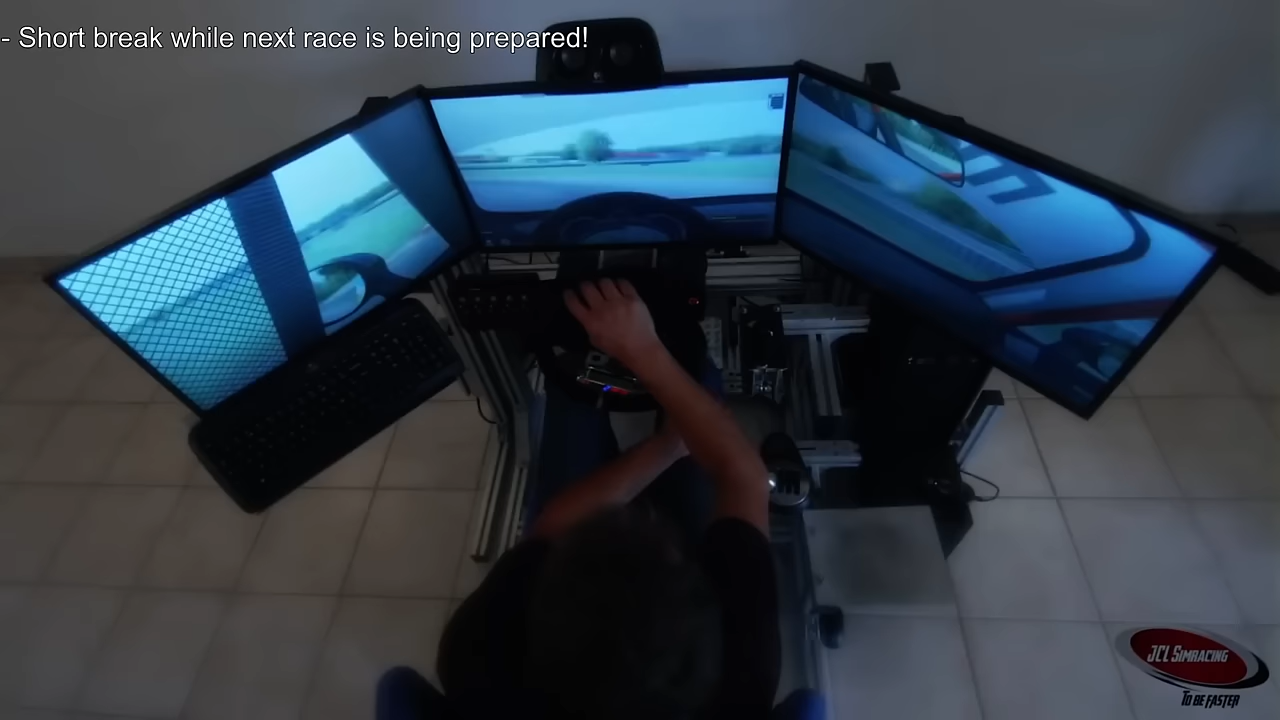 - Short break while next race is being prepared!
JCL SIMRACING
TO BE FASTER